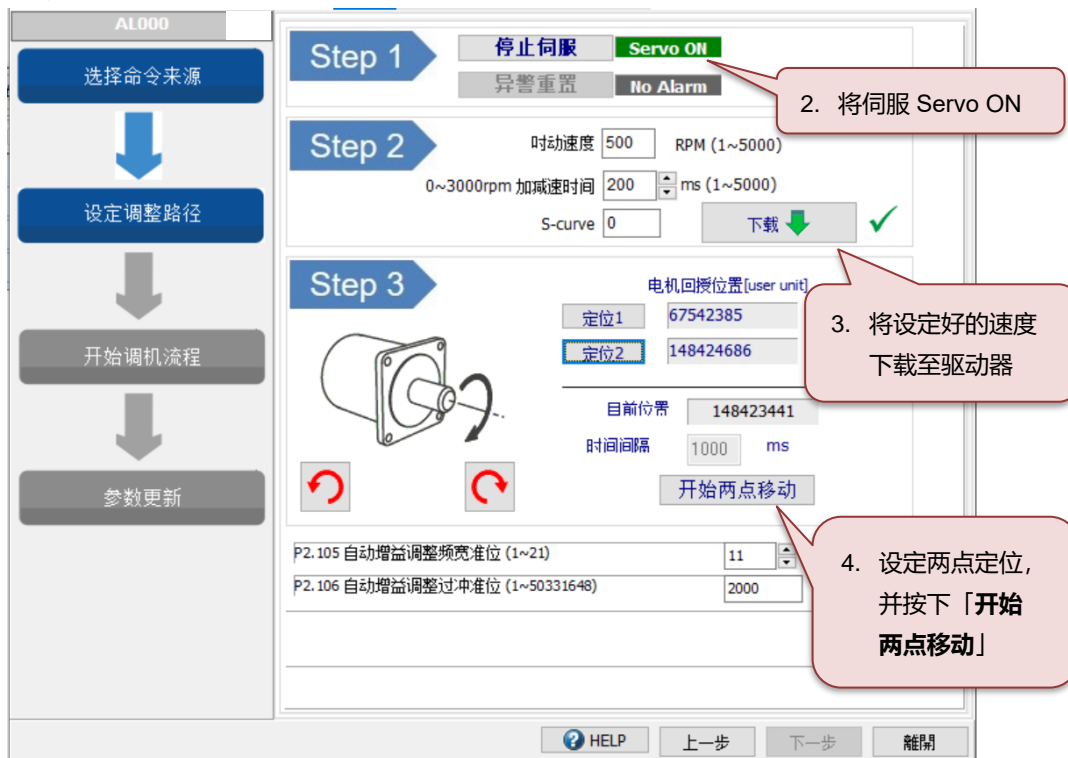 AL000
选择命令来源
设定调整路径
开始调机流程
参数更新
Step 1
停止伺服 Servo ON
异警重置 No Alarm
2. 将伺服 Servo ON
Step 2
吋动速度 500 RPM (1~5000)
0~3000rpm 加减速时间 200 ms (1~5000)
S-curve 0 下载
3. 将设定好的速度
下载至驱动器
Step 3
电机回授位置[user unit]
定位1 67542385
定位2 148424686
目前位置 148423441
时间间隔 1000 ms
开始两点移动
4. 设定两点定位，
并按下「开始
两点移动」
P2.105 自动增益调整频宽准位 (1~21) 11
P2.106 自动增益调整过冲准位 (1~50331648) 2000
HELP 上一步 下一步 離開